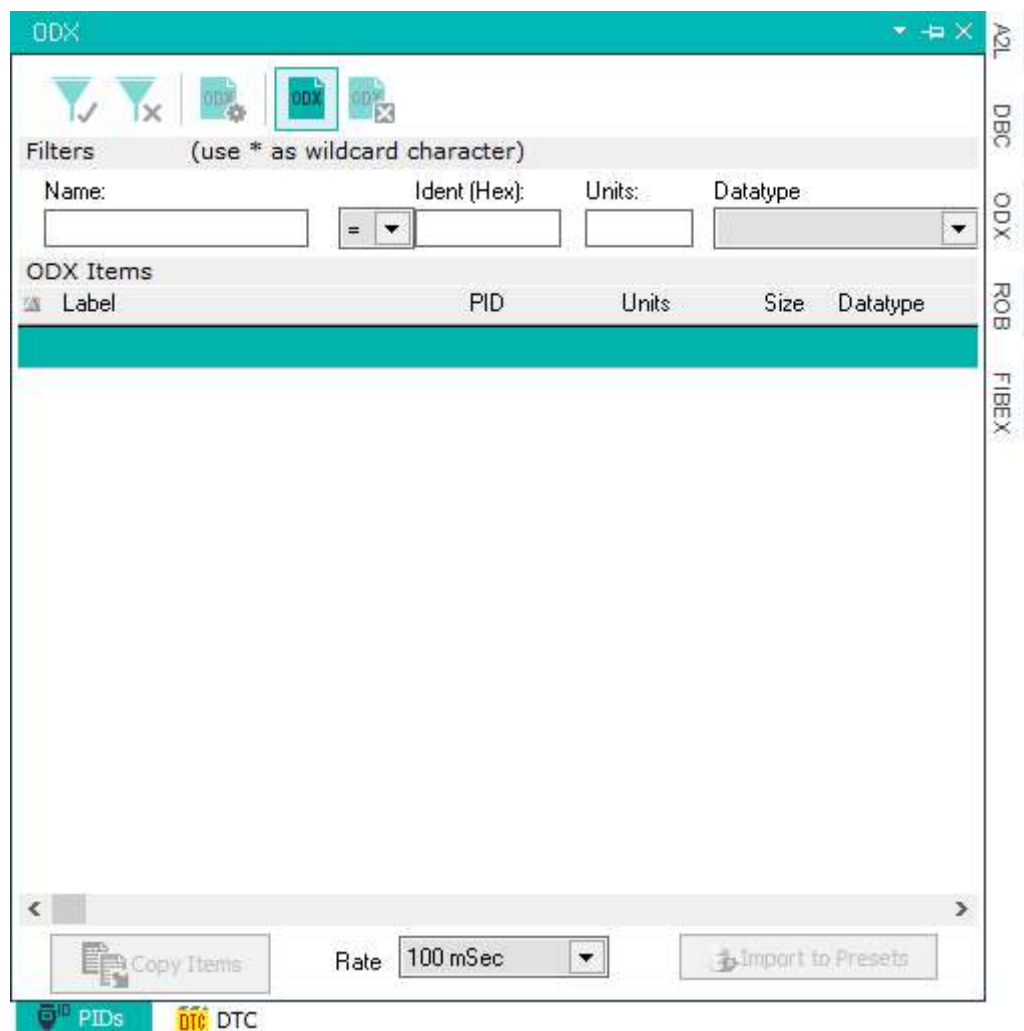 ODX
ODX ODX ODX
Filters (use * as wildcard character)
Name: Ident (Hex): Units: Datatype
=
ODX Items
Label PID Units Size Datatype
Copy Items Rate 100 mSec Import to Presets
ID PIDs DTC DTC
A2L
DBC
ODX
ROB
FIBEX